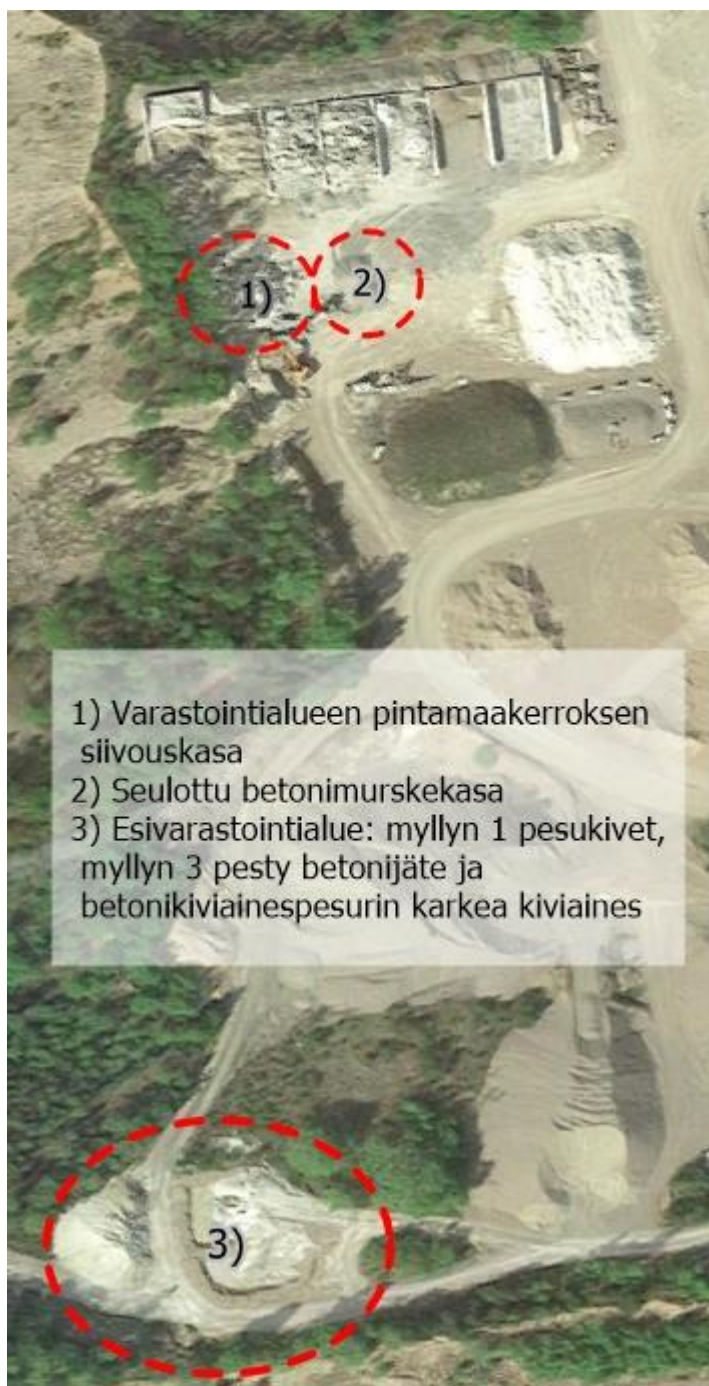 1)
2)
1) Varastointialueen pintamaakerroksen
siivouskasa
2) Seulottu betonimurskekasa
3) Esivarastointialue: myllyn 1 pesukivet,
myllyn 3 pesty betonijäte ja
betonikiviainespesurin karkea kiviaines
3)